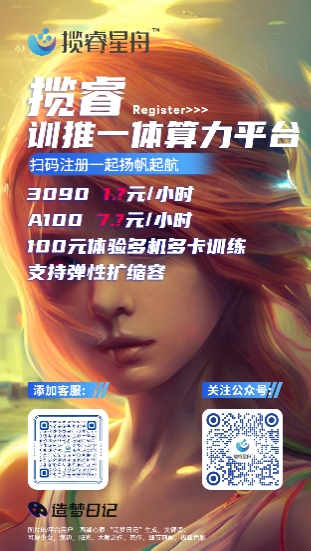 揽睿星舟™
揽睿
Register>>>
训推一体算力平台
扫码注册一起扬帆起航
3090 1.?元/小时
A100 7.?元/小时
100元体验多机多卡训练
支持弹性扩缩容
添加客服:
关注公众号:
造梦日记